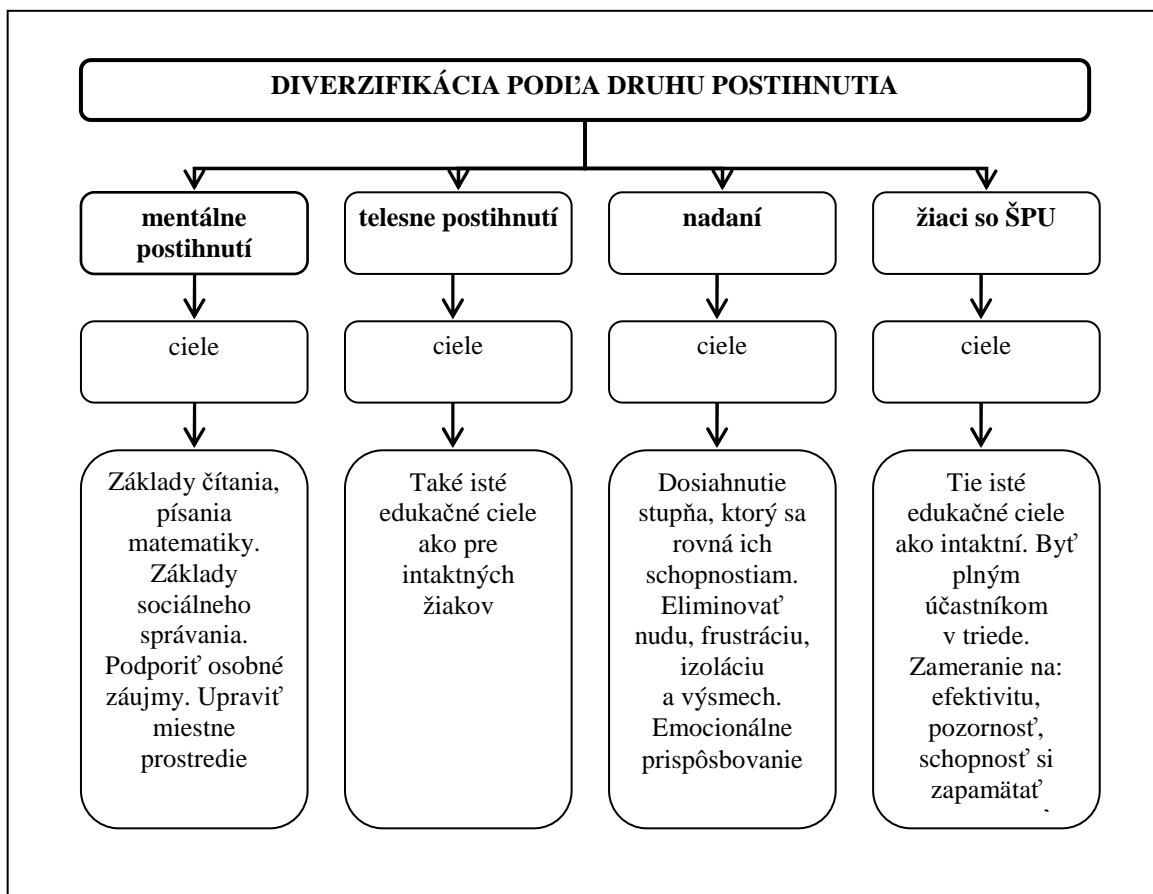 DIVERZIFIKÁCIA PODĽA DRUHU POSTIHNUTIA
mentálne
postihnutí
telesne postihnutí
nadaní
žiaci so ŠPU
ciele
ciele
ciele
ciele
Základy čítania,
písania
matematiky.
Základy
sociálneho
správania.
Podporiť osobné
záujmy. Upraviť
miestne
prostredie
Také isté
edukačné ciele
ako pre
intaktných
žiakov
Dosiahnutie
stupňa, ktorý sa
rovná ich
schopnostiam.
Eliminovať
nudu, frustráciu,
izoláciu
a výsmech.
Emocionálne
prispôsbovanie
Tie isté
edukačné ciele
ako intaktní. Byť
plným
účastníkom
v triede.
Zameranie na:
efektivitu,
pozornosť,
schopnosť si
zapamätať